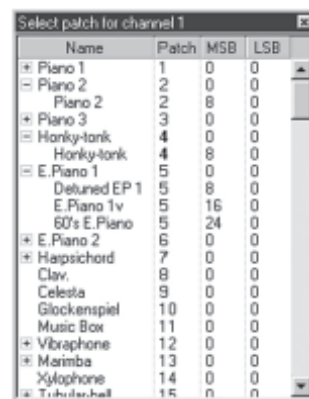 Select patch for channel 1
Name Patch MSB LSB
Piano 1 1 0 0
Piano 2 2 0 0
Piano 2 2 8 0
Piano 3 3 0 0
Honky-tonk 4 0 0
Honky-tonk 4 8 0
E.Piano 1 5 0 0
Detuned EP 1 5 8 0
E.Piano 1v 5 16 0
60's E.Piano 5 24 0
E.Piano 2 6 0 0
Harpsichord 7 0 0
Clav. 8 0 0
Celesta 9 0 0
Glockenspiel 10 0 0
Music Box 11 0 0
Vibraphone 12 0 0
Marimba 13 0 0
Xylophone 14 0 0
Tubular-bell 15 0 0